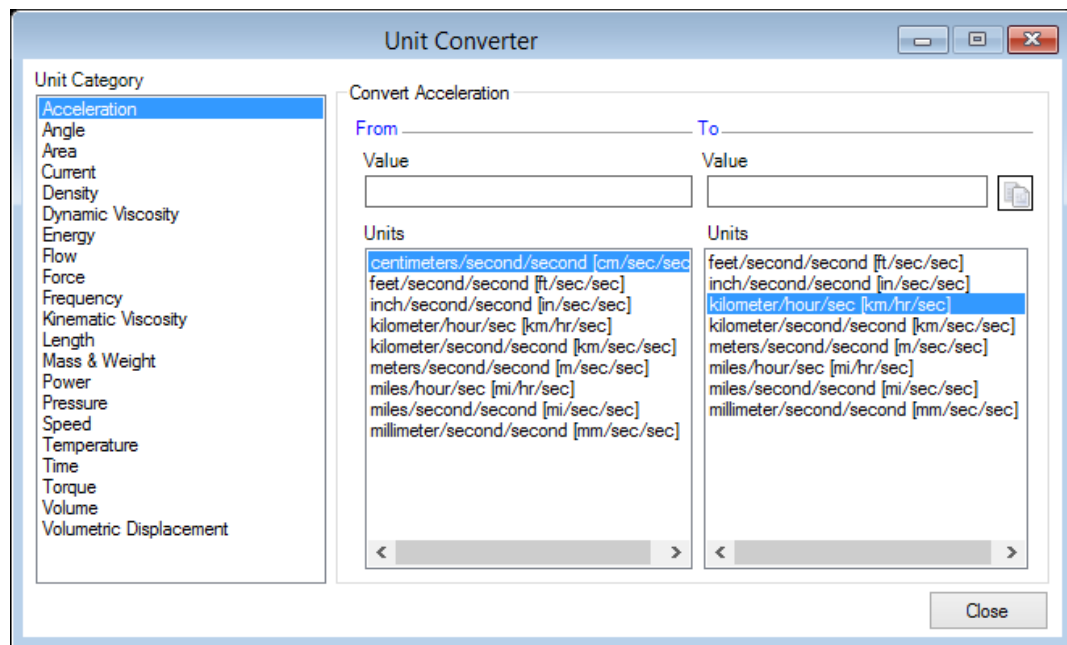 Unit Converter
Unit Category
Acceleration
Angle
Area
Current
Density
Dynamic Viscosity
Energy
Flow
Force
Frequency
Kinematic Viscosity
Length
Mass & Weight
Power
Pressure
Speed
Temperature
Time
Torque
Volume
Volumetric Displacement
Convert Acceleration
From
Value
Units
centimeters/second/second [cm/sec/sec
feet/second/second [ft/sec/sec]
inch/second/second [in/sec/sec]
kilometer/hour/sec [km/hr/sec]
kilometer/second/second [km/sec/sec]
meters/second/second [m/sec/sec]
miles/hour/sec [mi/hr/sec]
miles/second/second [mi/sec/sec]
millimeter/second/second [mm/sec/sec]
To
Value
Units
feet/second/second [ft/sec/sec]
inch/second/second [in/sec/sec]
kilometer/hour/sec [km/hr/sec]
kilometer/second/second [km/sec/sec]
meters/second/second [m/sec/sec]
miles/hour/sec [mi/hr/sec]
miles/second/second [mi/sec/sec]
millimeter/second/second [mm/sec/sec]
Close